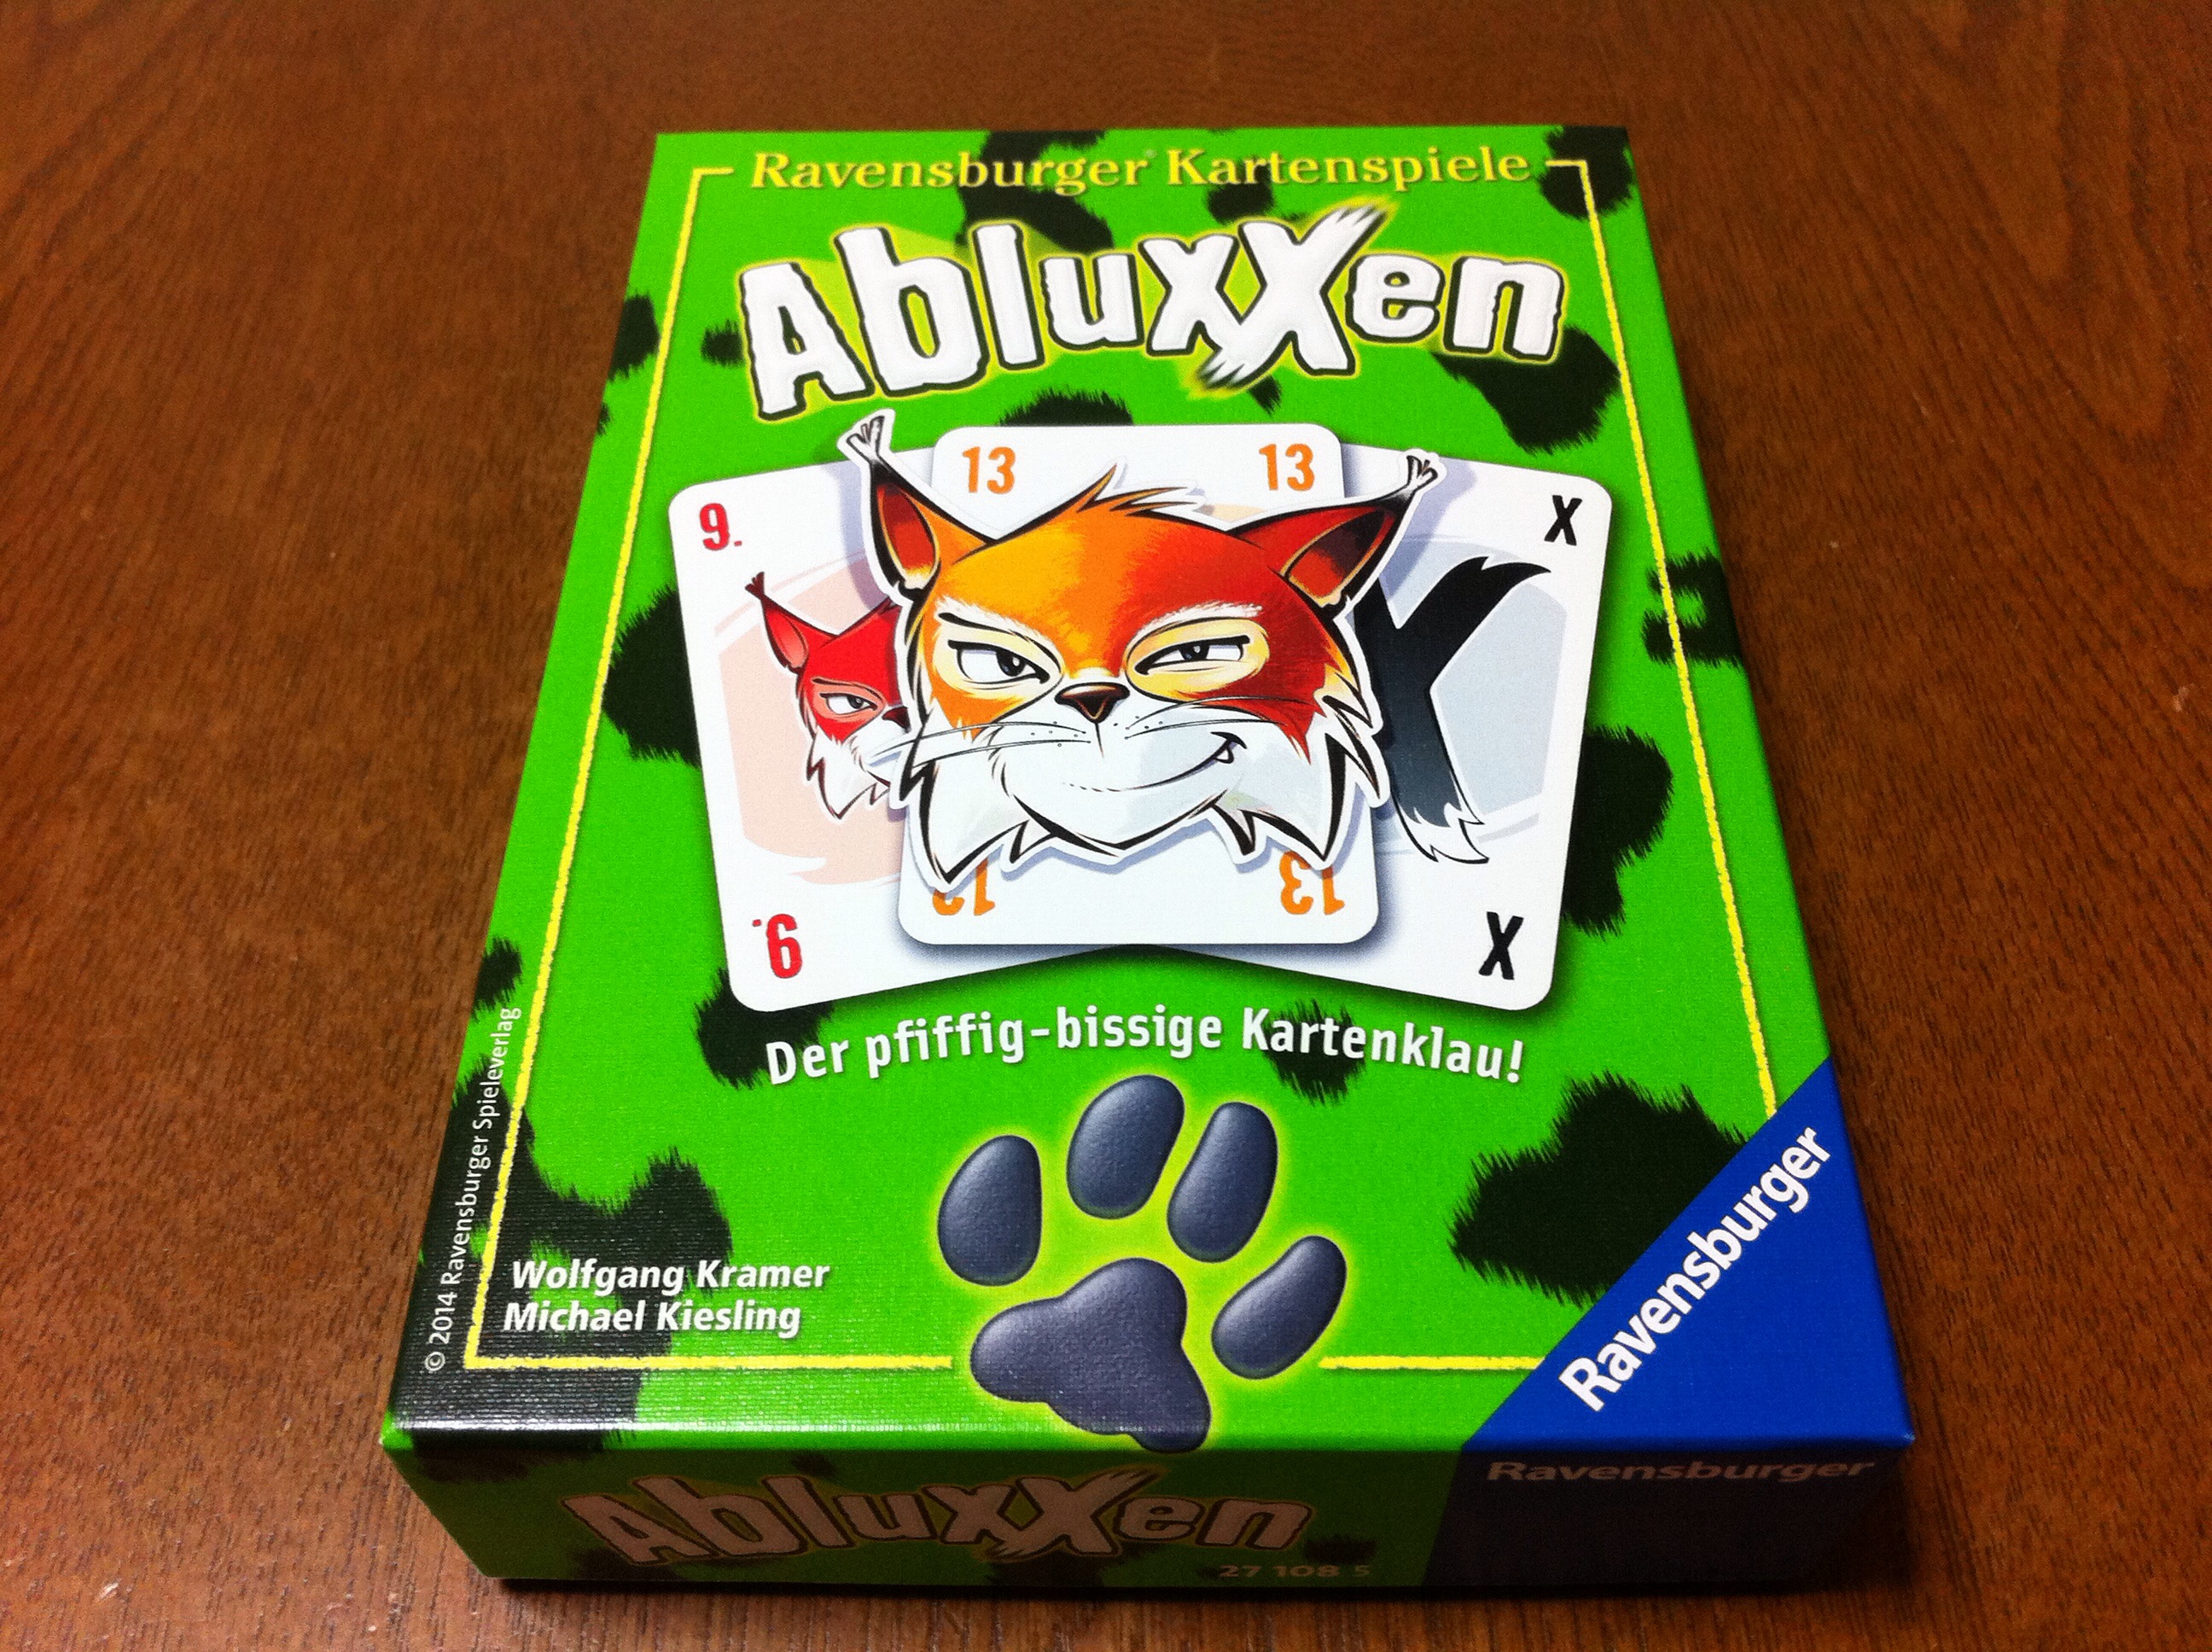 Ravensburger® Kartenspiele
AbluxXen
13 13
9. X
13
9. X
Der pfiffig-bissige Kartenklau!
Wolfgang Kramer
Michael Kiesling
© 2014 Ravensburger Spieleverlag
Ravensburger
AbluxXen
27 108 5
Ravensburger